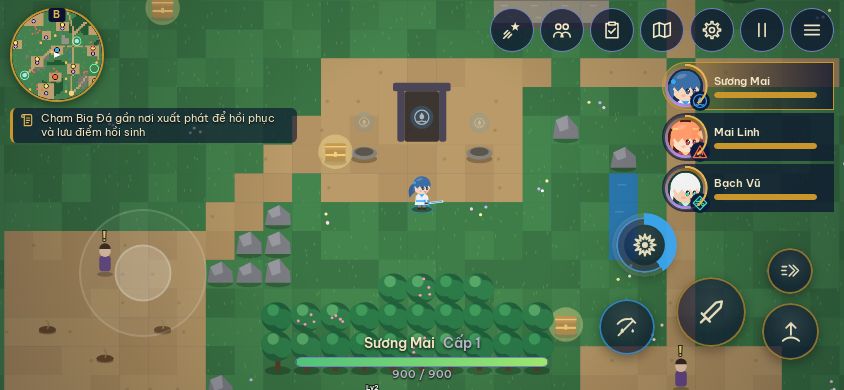 B
Chạm Bia Đá gần nơi xuất phát để hồi phục
và lưu điểm hồi sinh
Sương Mai
Mai Linh
Bạch Vũ
!
!
Sương Mai Cấp 1
900 / 900
Lv2